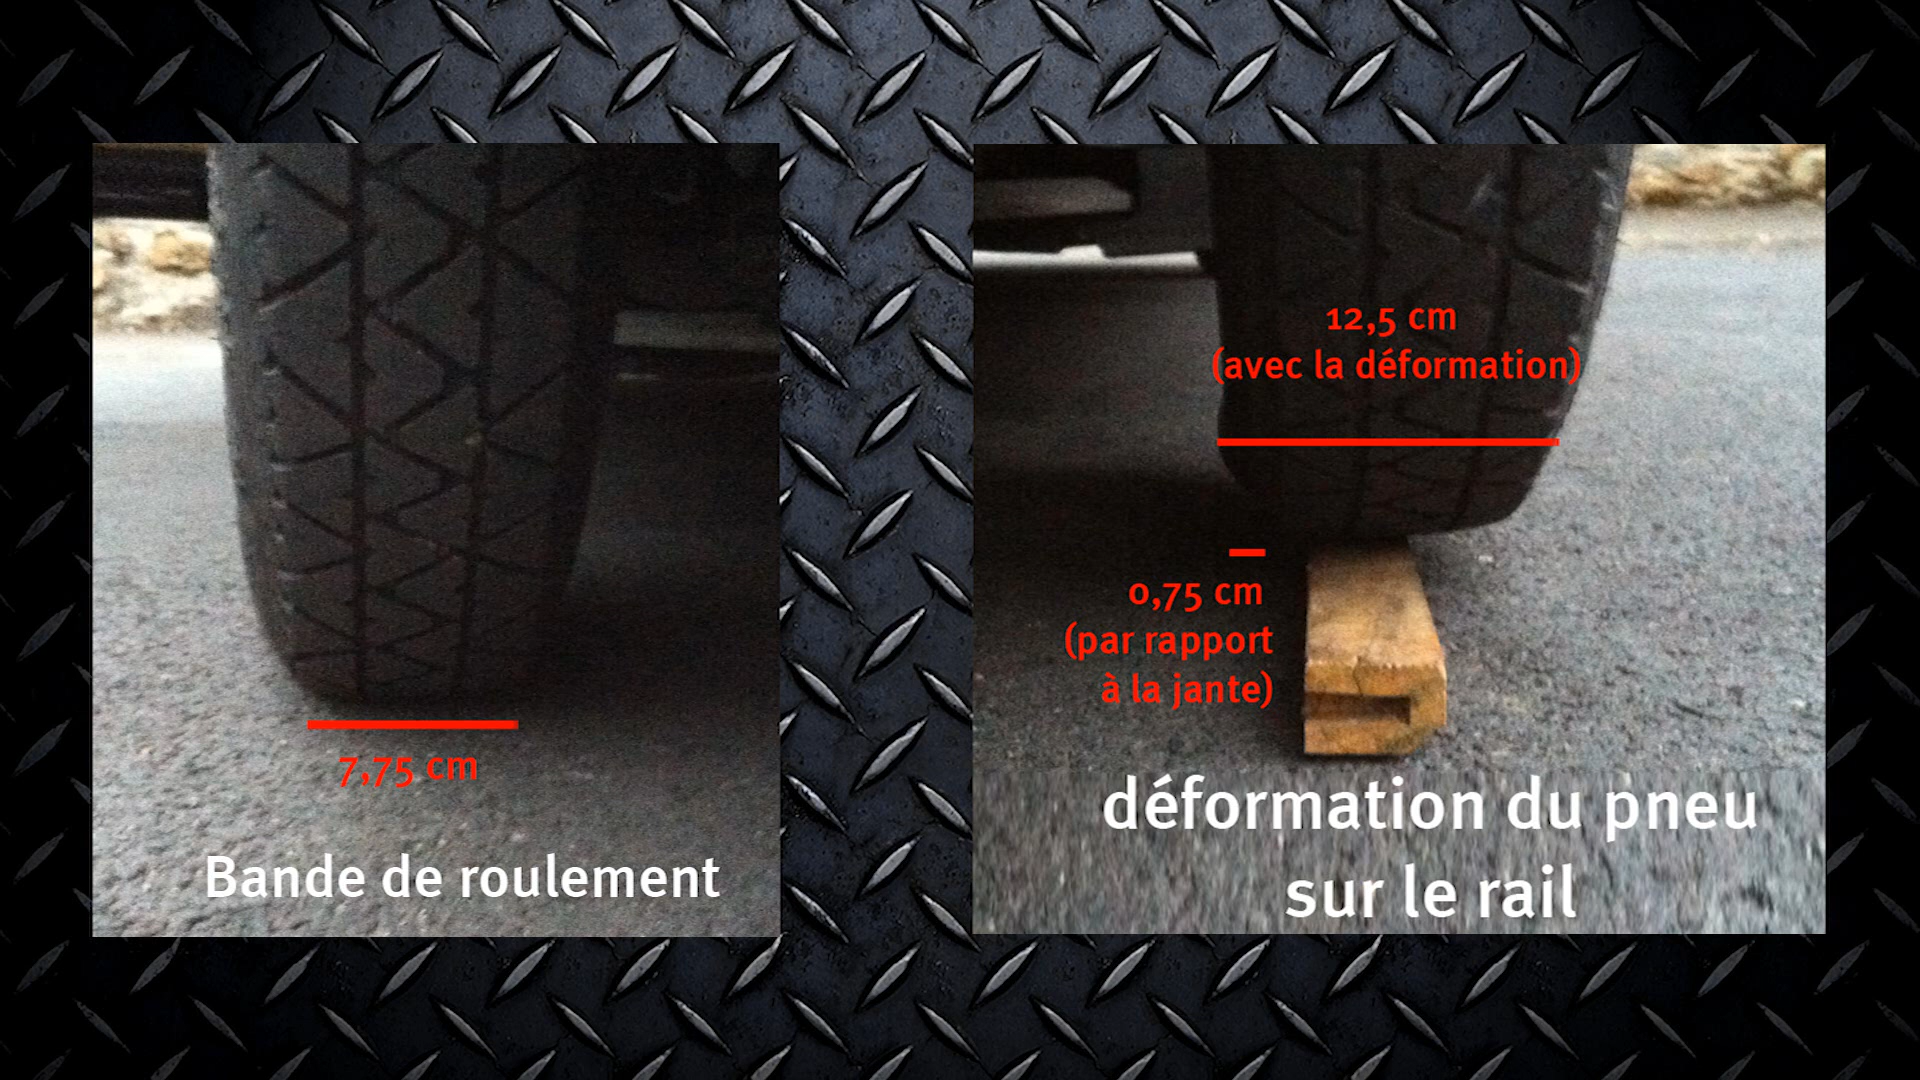 7,75 cm
Bande de roulement
12,5 cm
(avec la déformation)
0,75 cm
(par rapport
à la jante)
déformation du pneu
sur le rail